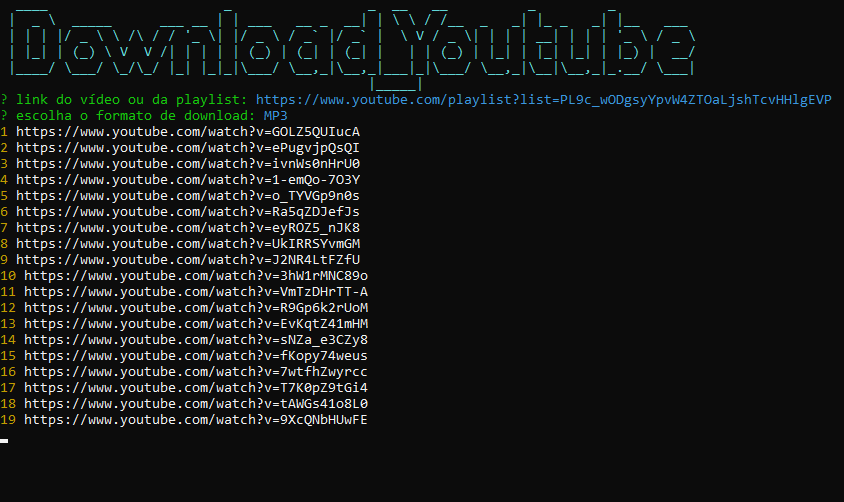 Download_Youtube
? link do vídeo ou da playlist: https://www.youtube.com/playlist?list=PL9c_wODgsyYpvW4ZTOaLjshTcvHHlgEVP
? escolha o formato de download: MP3
1 https://www.youtube.com/watch?v=GOLZ5QUIucA
2 https://www.youtube.com/watch?v=ePugvjpQsQI
3 https://www.youtube.com/watch?v=ivnWs0nHrU0
4 https://www.youtube.com/watch?v=1-emQo-7O3Y
5 https://www.youtube.com/watch?v=o_TYVGp9n0s
6 https://www.youtube.com/watch?v=Ra5qZDJefJs
7 https://www.youtube.com/watch?v=eyROZ5_nJK8
8 https://www.youtube.com/watch?v=UkIRRSYvmGM
9 https://www.youtube.com/watch?v=J2NR4LtFZfU
10 https://www.youtube.com/watch?v=3hW1rMNC89o
11 https://www.youtube.com/watch?v=VmTzDHrTT-A
12 https://www.youtube.com/watch?v=R9Gp6k2rUoM
13 https://www.youtube.com/watch?v=EvKqtZ41mHM
14 https://www.youtube.com/watch?v=sNZa_e3CZy8
15 https://www.youtube.com/watch?v=fKopy74weus
16 https://www.youtube.com/watch?v=7wtfhZwyrcc
17 https://www.youtube.com/watch?v=T7K0pZ9tGi4
18 https://www.youtube.com/watch?v=tAWGs41o8L0
19 https://www.youtube.com/watch?v=9XcQNbHUwFE